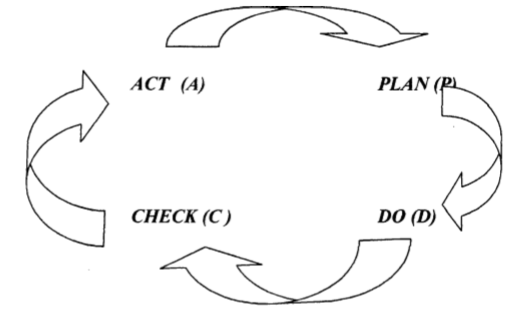 ACT (A)
PLAN (P)
CHECK (C)
DO (D)